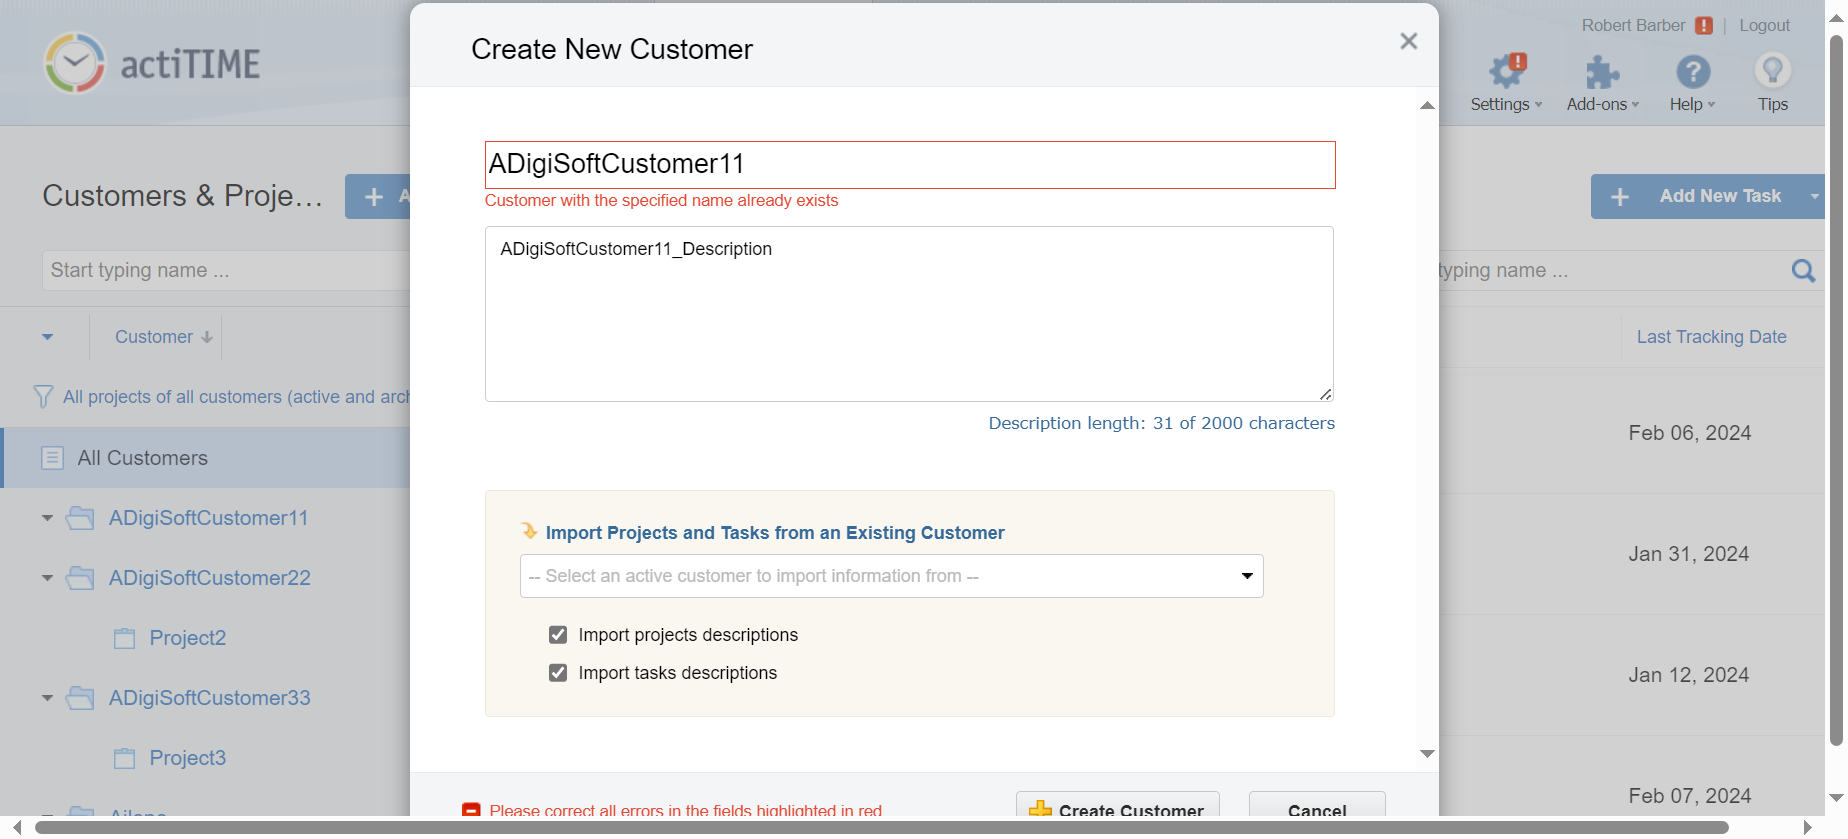 Robert Barber | Logout
actiTIME
Create New Customer
Settings
Add-ons
Help
Tips
Customers & Proje...
Add New Task
Start typing name ...
typing name ...
ADigiSoftCustomer11
Customer with the specified name already exists
ADigiSoftCustomer11_Description
Description length: 31 of 2000 characters
Customer
Last Tracking Date
All projects of all customers (active and arch
All Customers
ADigiSoftCustomer11
ADigiSoftCustomer22
Project2
ADigiSoftCustomer33
Project3
Import Projects and Tasks from an Existing Customer
-- Select an active customer to import information from --
Import projects descriptions
Import tasks descriptions
Feb 06, 2024
Jan 31, 2024
Jan 12, 2024
Feb 07, 2024
Please correct all errors in the fields highlighted in red
Create Customer
Cancel